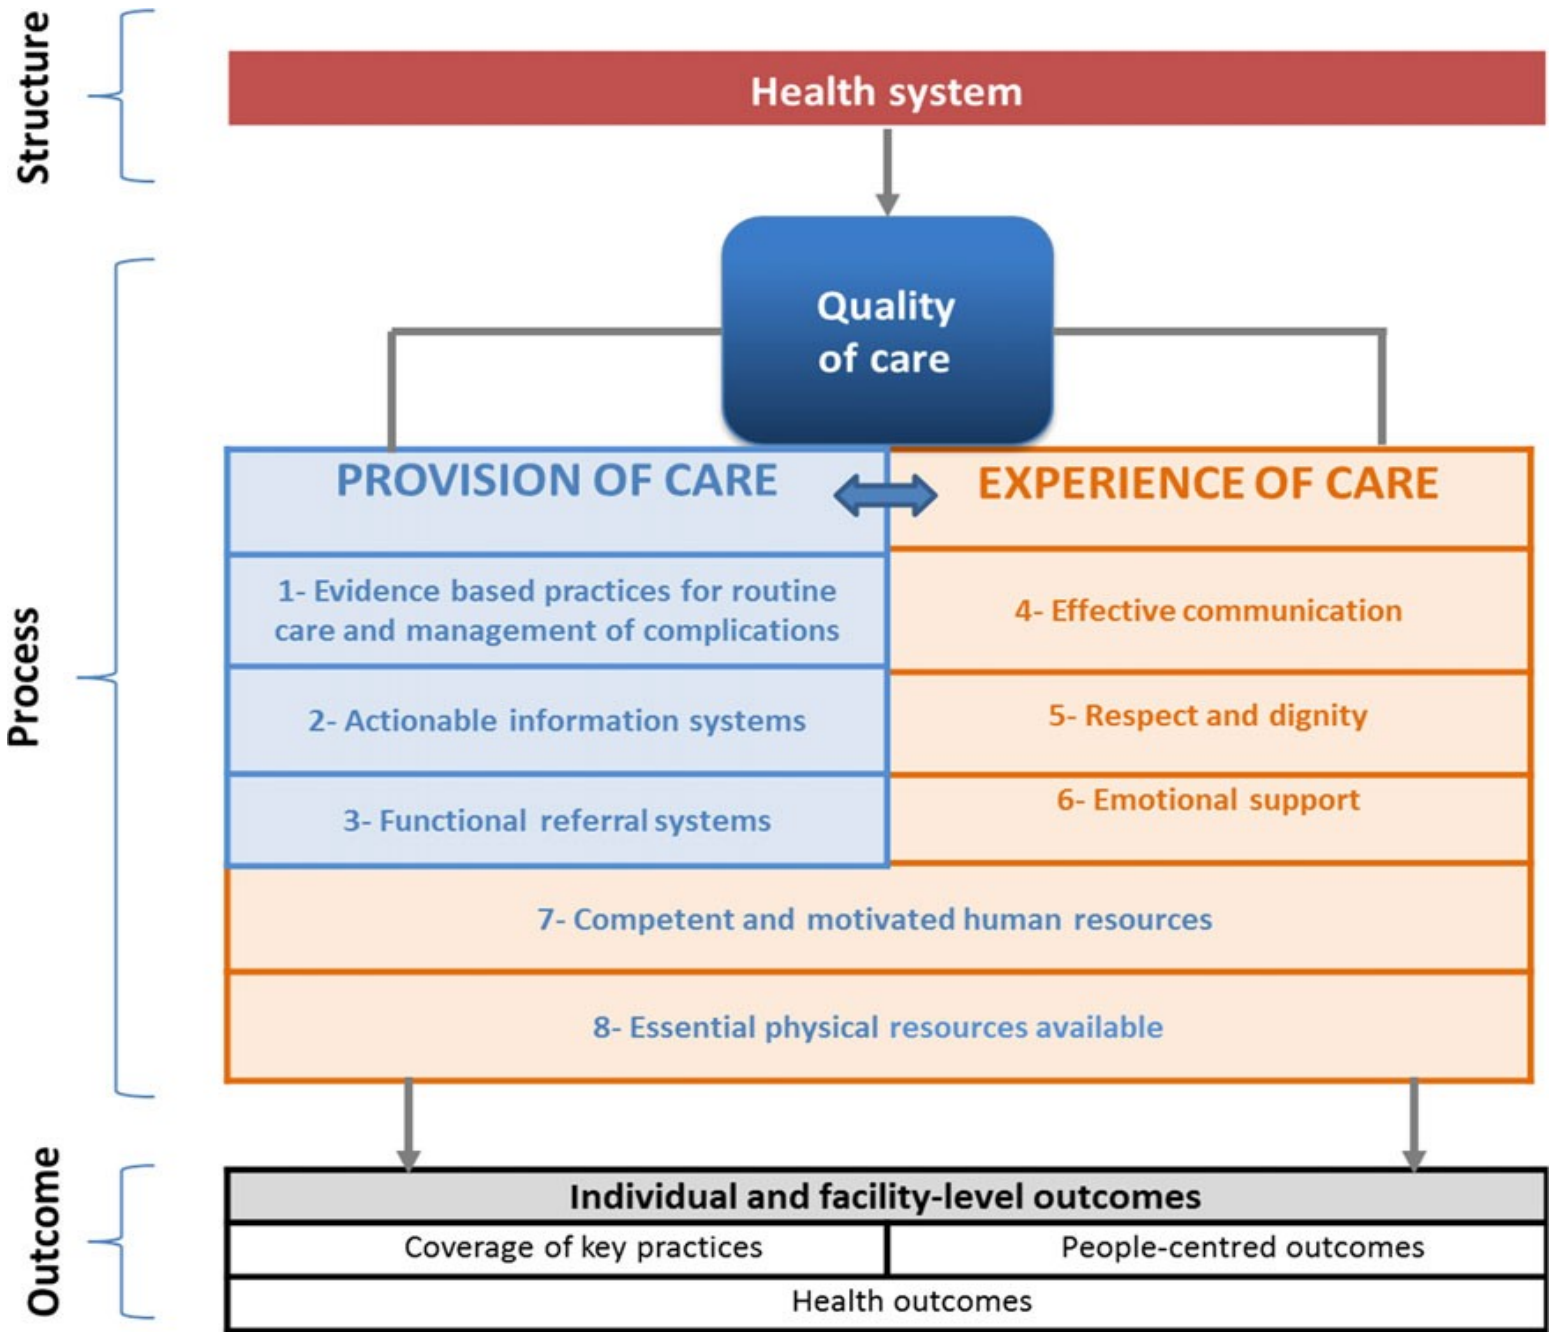 Structure
Health system
Quality
of care
Process
PROVISION OF CARE
EXPERIENCE OF CARE
1- Evidence based practices for routine
care and management of complications
4- Effective communication
2- Actionable information systems
5- Respect and dignity
3- Functional referral systems
6- Emotional support
7- Competent and motivated human resources
8- Essential physical resources available
Outcome
Individual and facility-level outcomes
Coverage of key practices
People-centred outcomes
Health outcomes